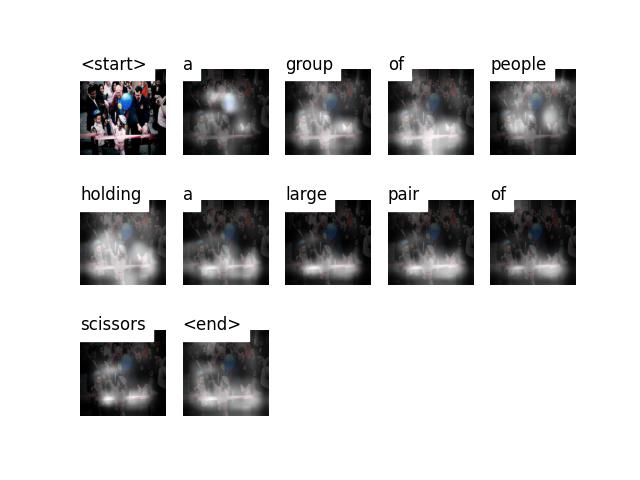 <start> a group of people
holding a large pair of
scissors <end>